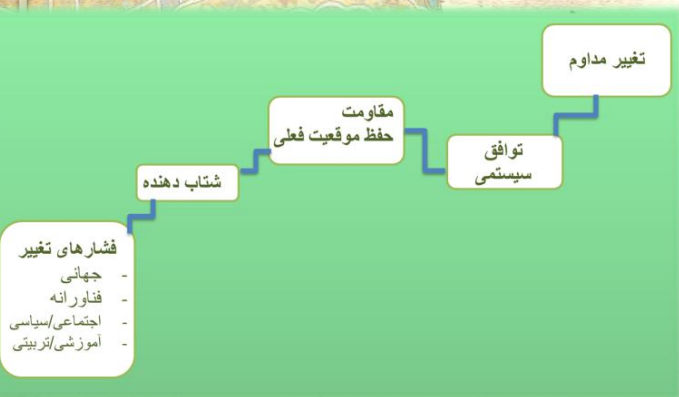 تغییر مداوم
مقاومت
حفظ موقعیت فعلی
توافق
سیستمی
شتاب دهنده
فشارهای تغییر
- جهانی
- فناورانه
- اجتماعی/سیاسی
- آموزشی/تربیتی